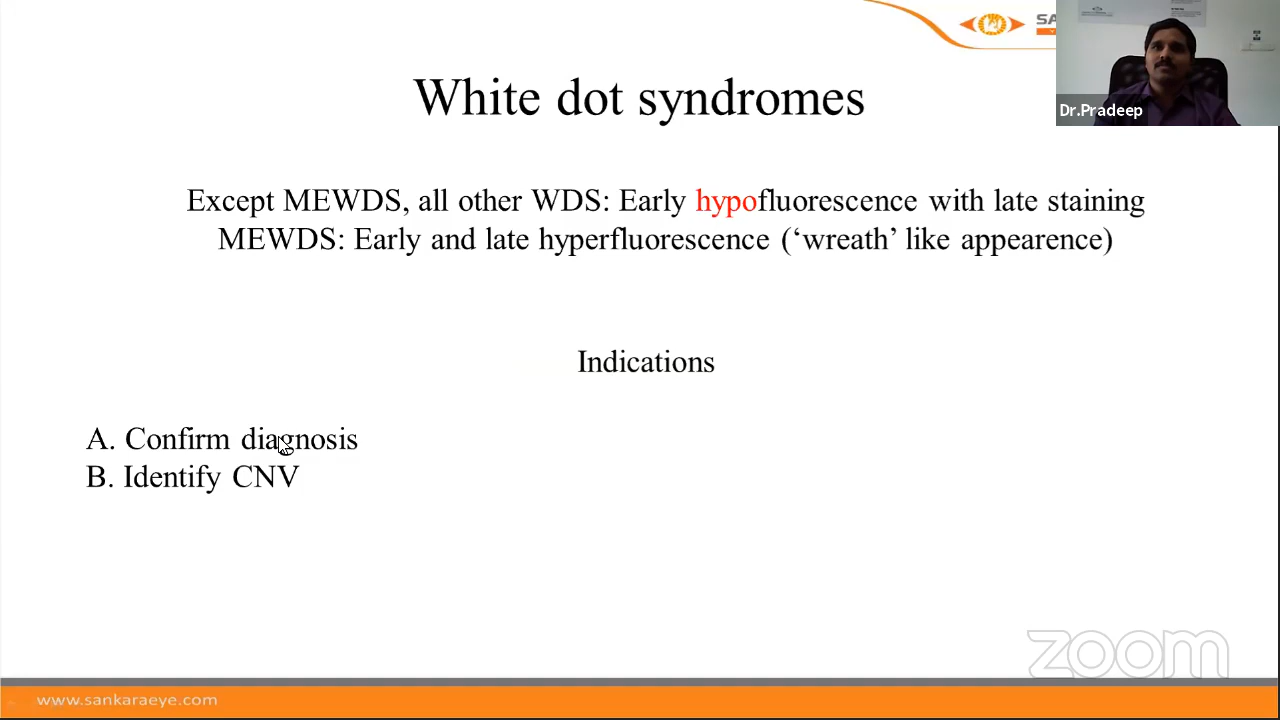 White dot syndromes
Dr.Pradeep
Except MEWDS, all other WDS: Early hypofluorescence with late staining
MEWDS: Early and late hyperfluorescence (‘wreath’ like appearence)
Indications
A. Confirm diagnosis
B. Identify CNV
zoom
www.sankaraeye.com